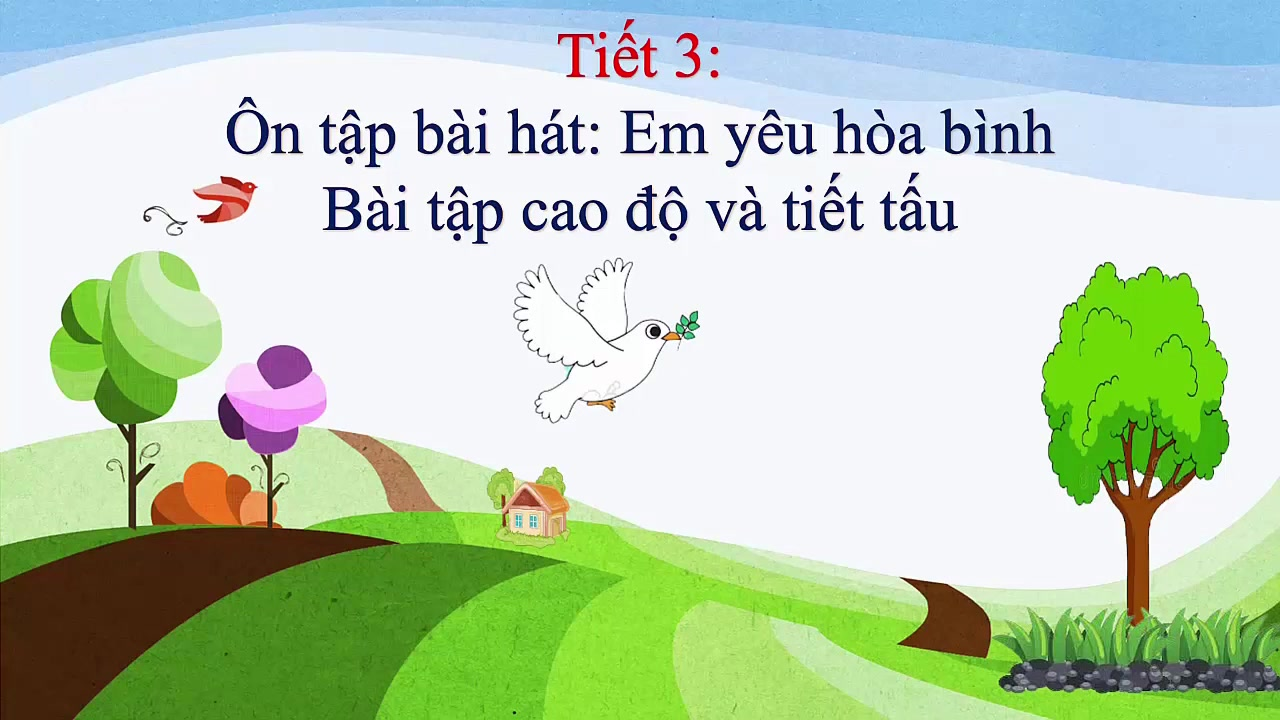 Tiết 3:
Ôn tập bài hát: Em yêu hòa bình
Bài tập cao độ và tiết tấu